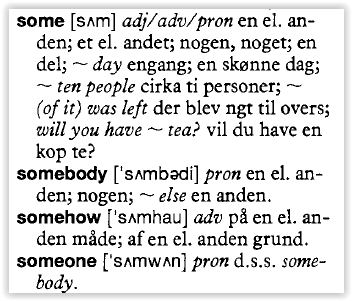 some [sʌm] adj/adv/pron en el. an-
den; et el. andet; nogen, noget; en
del; ~ day engang; en skønne dag;
~ ten people cirka ti personer; ~
(of it) was left der blev ngt til overs;
will you have ~ tea? vil du have en
kop te?
somebody ['sʌmbədi] pron en el. an-
den; nogen; ~ else en anden.
somehow ['sʌmhau] adv på en el. an-
den måde; af en el. anden grund.
someone ['sʌmwʌn] pron d.s.s. some-
body.